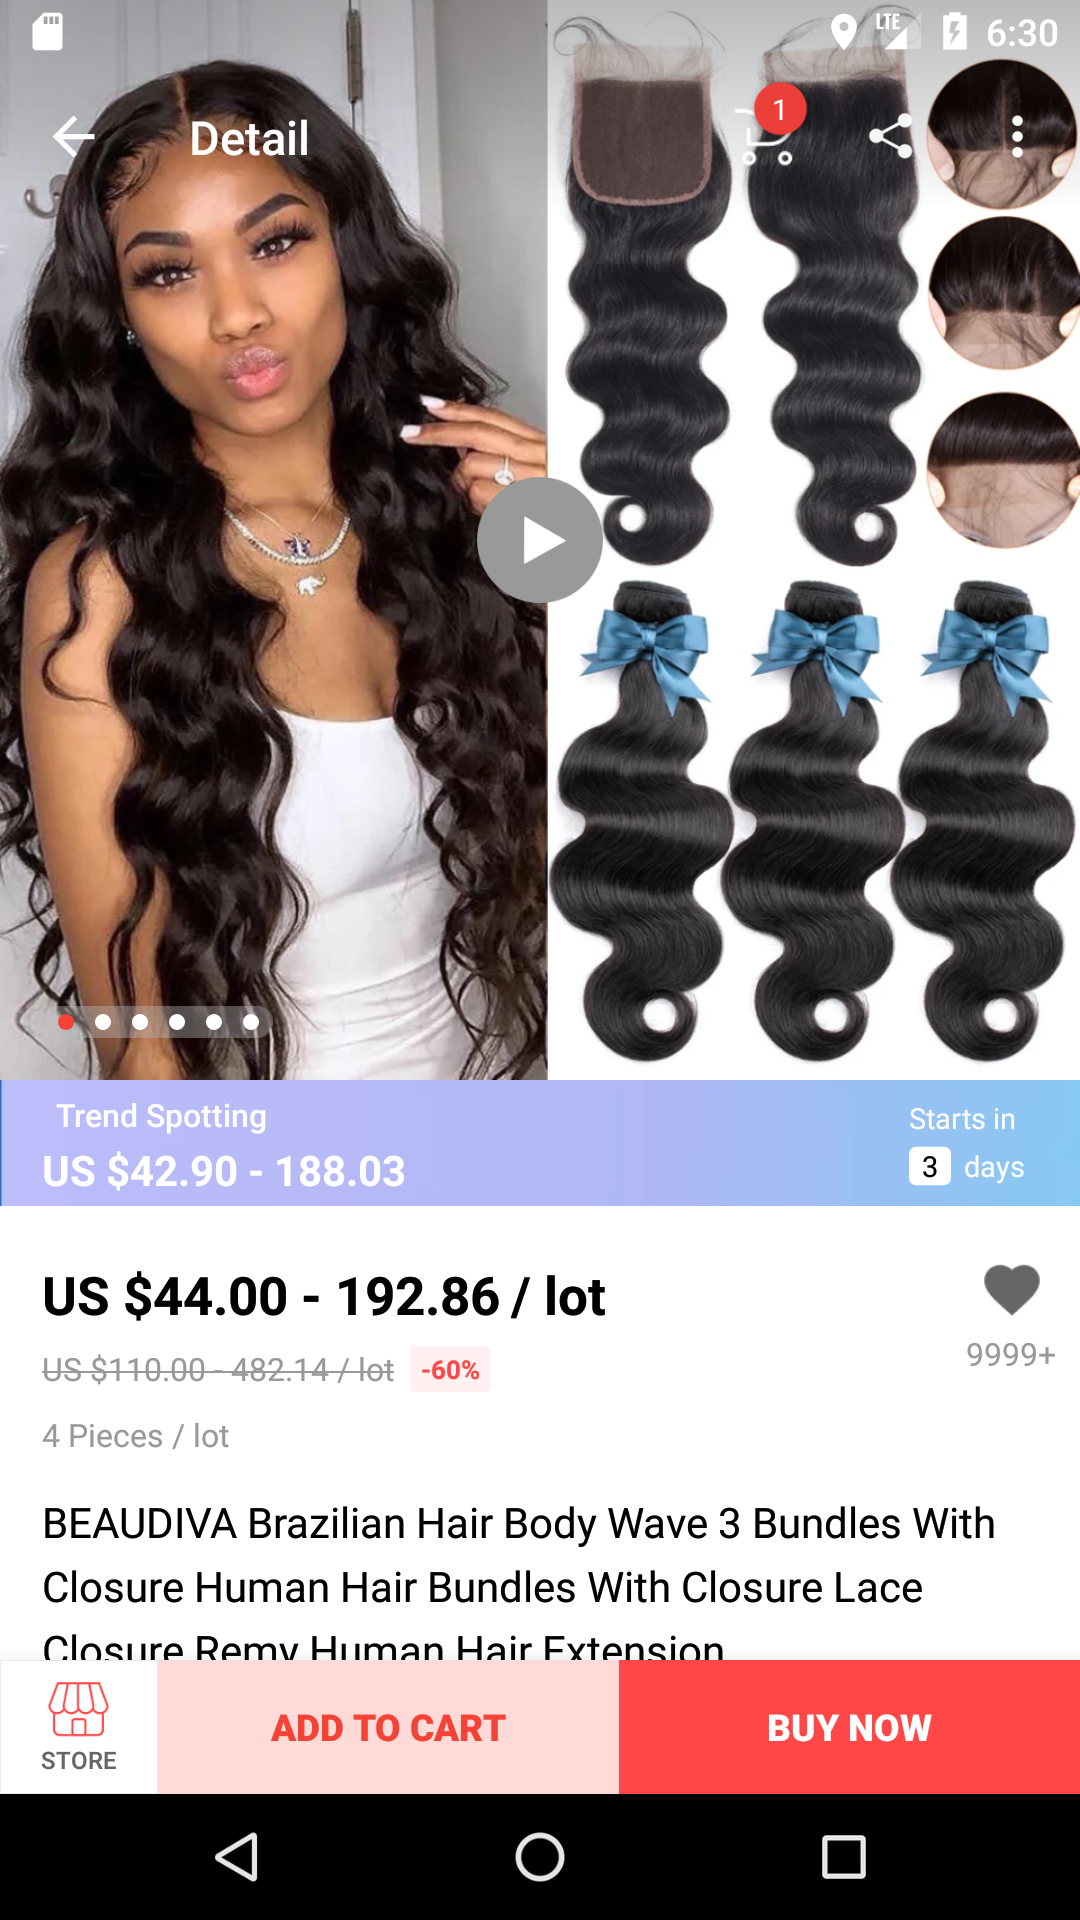 LTE
6:30
1
Detail
Trend Spotting
US $42.90 - 188.03
Starts in
3 days
US $44.00 - 192.86 / lot
US $110.00 - 482.14 / lot -60%
9999+
4 Pieces / lot
BEAUDIVA Brazilian Hair Body Wave 3 Bundles With
Closure Human Hair Bundles With Closure Lace
Closure Remy Human Hair Extension
STORE
ADD TO CART
BUY NOW